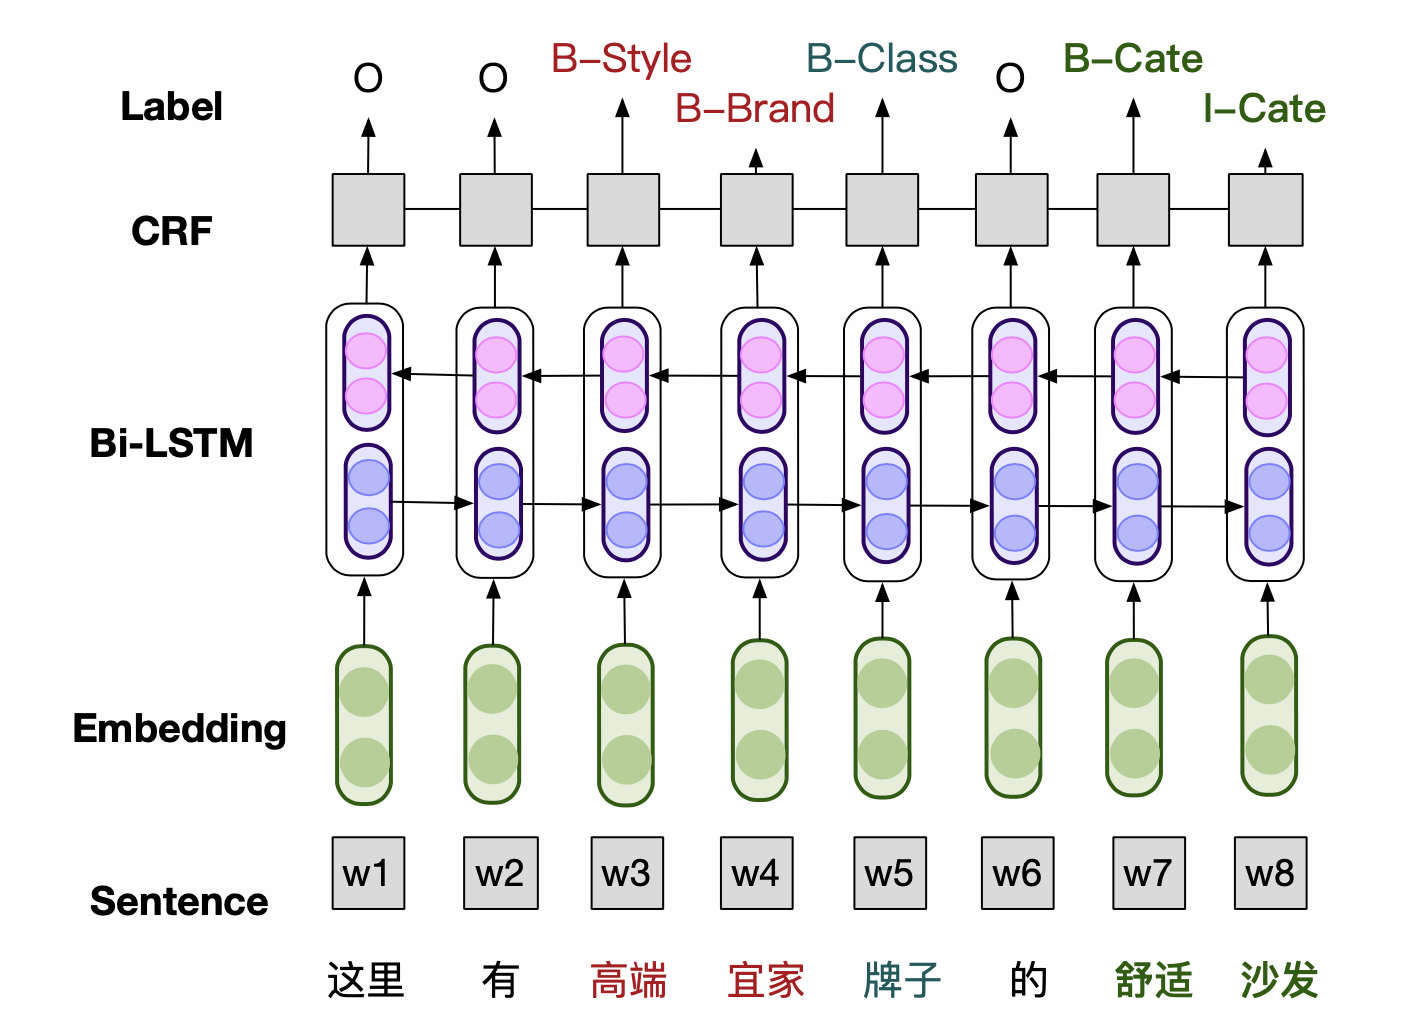 Label O O B–Style B–Brand B–Class O B–Cate I–Cate
CRF
Bi-LSTM
Embedding
Sentence w1 w2 w3 w4 w5 w6 w7 w8
这里 有 高端 宜家 牌子 的 舒适 沙发